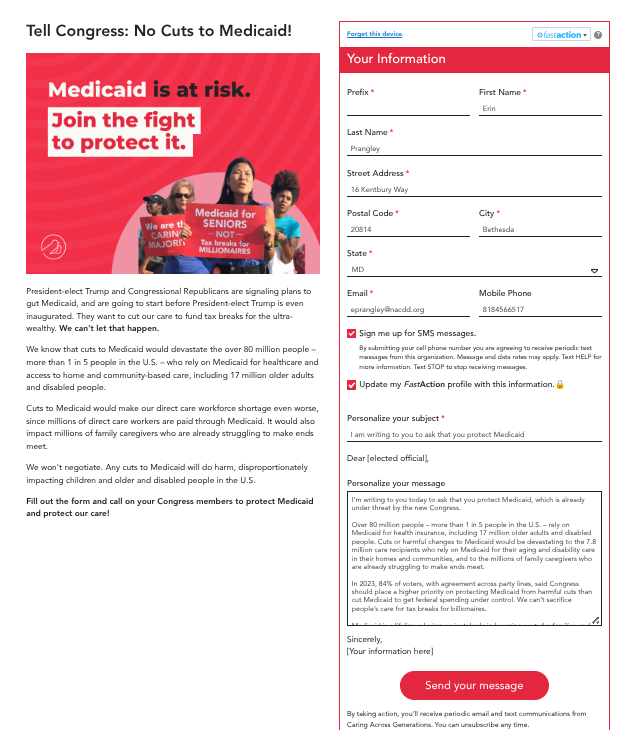 Tell Congress: No Cuts to Medicaid!
Medicaid is at risk.
Join the fight
to protect it.
We are th
CARING
MAJORIT
Medicaid for
SENIORS
NOT
Tax breaks for
MILLIONAIRES
President-elect Trump and Congressional Republicans are signaling plans to
gut Medicaid, and are going to start before President-elect Trump is even
inaugurated. They want to cut our care to fund tax breaks for the ultra-
wealthy. We can't let that happen.
We know that cuts to Medicaid would devastate the over 80 million people –
more than 1 in 5 people in the U.S. – who rely on Medicaid for healthcare and
access to home and community-based care, including 17 million older adults
and disabled people.
Cuts to Medicaid would make our direct care workforce shortage even worse,
since millions of direct care workers are paid through Medicaid. It would also
impact millions of family caregivers who are already struggling to make ends
meet.
We won't negotiate. Any cuts to Medicaid will do harm, disproportionately
impacting children and older and disabled people in the U.S.
Fill out the form and call on your Congress members to protect Medicaid
and protect our care!
Forget this device.
fastaction
?
Your Information
Prefix * First Name *
Erin
Last Name *
Prangley
Street Address *
16 Kentbury Way
Postal Code * City *
20814 Bethesda
State *
MD
Email * Mobile Phone
eprangley@nacdd.org 8184566517
Sign me up for SMS messages.
By submitting your cell phone number you are agreeing to receive periodic text
messages from this organization. Message and data rates may apply. Text HELP for
more information. Text STOP to stop receiving messages.
Update my FastAction profile with this information.
Personalize your subject *
I am writing to you to ask that you protect Medicaid
Dear [elected official],
Personalize your message
I'm writing to you today to ask that you protect Medicaid, which is already
under threat by the new Congress.
Over 80 million people – more than 1 in 5 people in the U.S. – rely on
Medicaid for health insurance, including 17 million older adults and disabled
people. Cuts or harmful changes to Medicaid would be devastating to the 7.8
million care recipients who rely on Medicaid for their aging and disability care
in their homes and communities, and to the millions of family caregivers who
are already struggling to make ends meet.
In 2023, 84% of voters, with agreement across party lines, said Congress
should place a higher priority on protecting Medicaid from harmful cuts than
cut Medicaid to get federal spending under control. We can't sacrifice
people's care for tax breaks for billionaires.
Sincerely,
[Your information here]
Send your message
By taking action, you'll receive periodic email and text communications from
Caring Across Generations. You can unsubscribe any time.